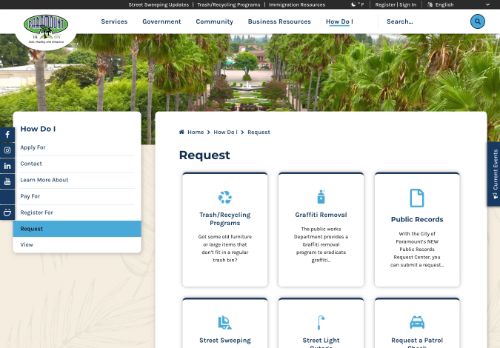 Street Sweeping Updates | Trash/Recycling Programs | Immigration Resources
°F
Register | Sign In
English
PARAMOUNT
Services
Government
Community
Business Resources
How Do I
Search...
How Do I
Apply For
Contact
Learn More About
Pay For
Register For
Request
View
Home > How Do I > Request
Request
Trash/Recycling
Programs
Got some old furniture
or large items that
don't fit in a regular
trash bin?
Graffiti Removal
The public works
Department provides a
Graffiti removal
program to eradicate
graffiti...
Public Records
With the City of
Paramount's NEW
Public Records
Request Center, you
can submit a request...
Street Sweeping
Street Light
Outage
Request a Patrol
Check
Current Events